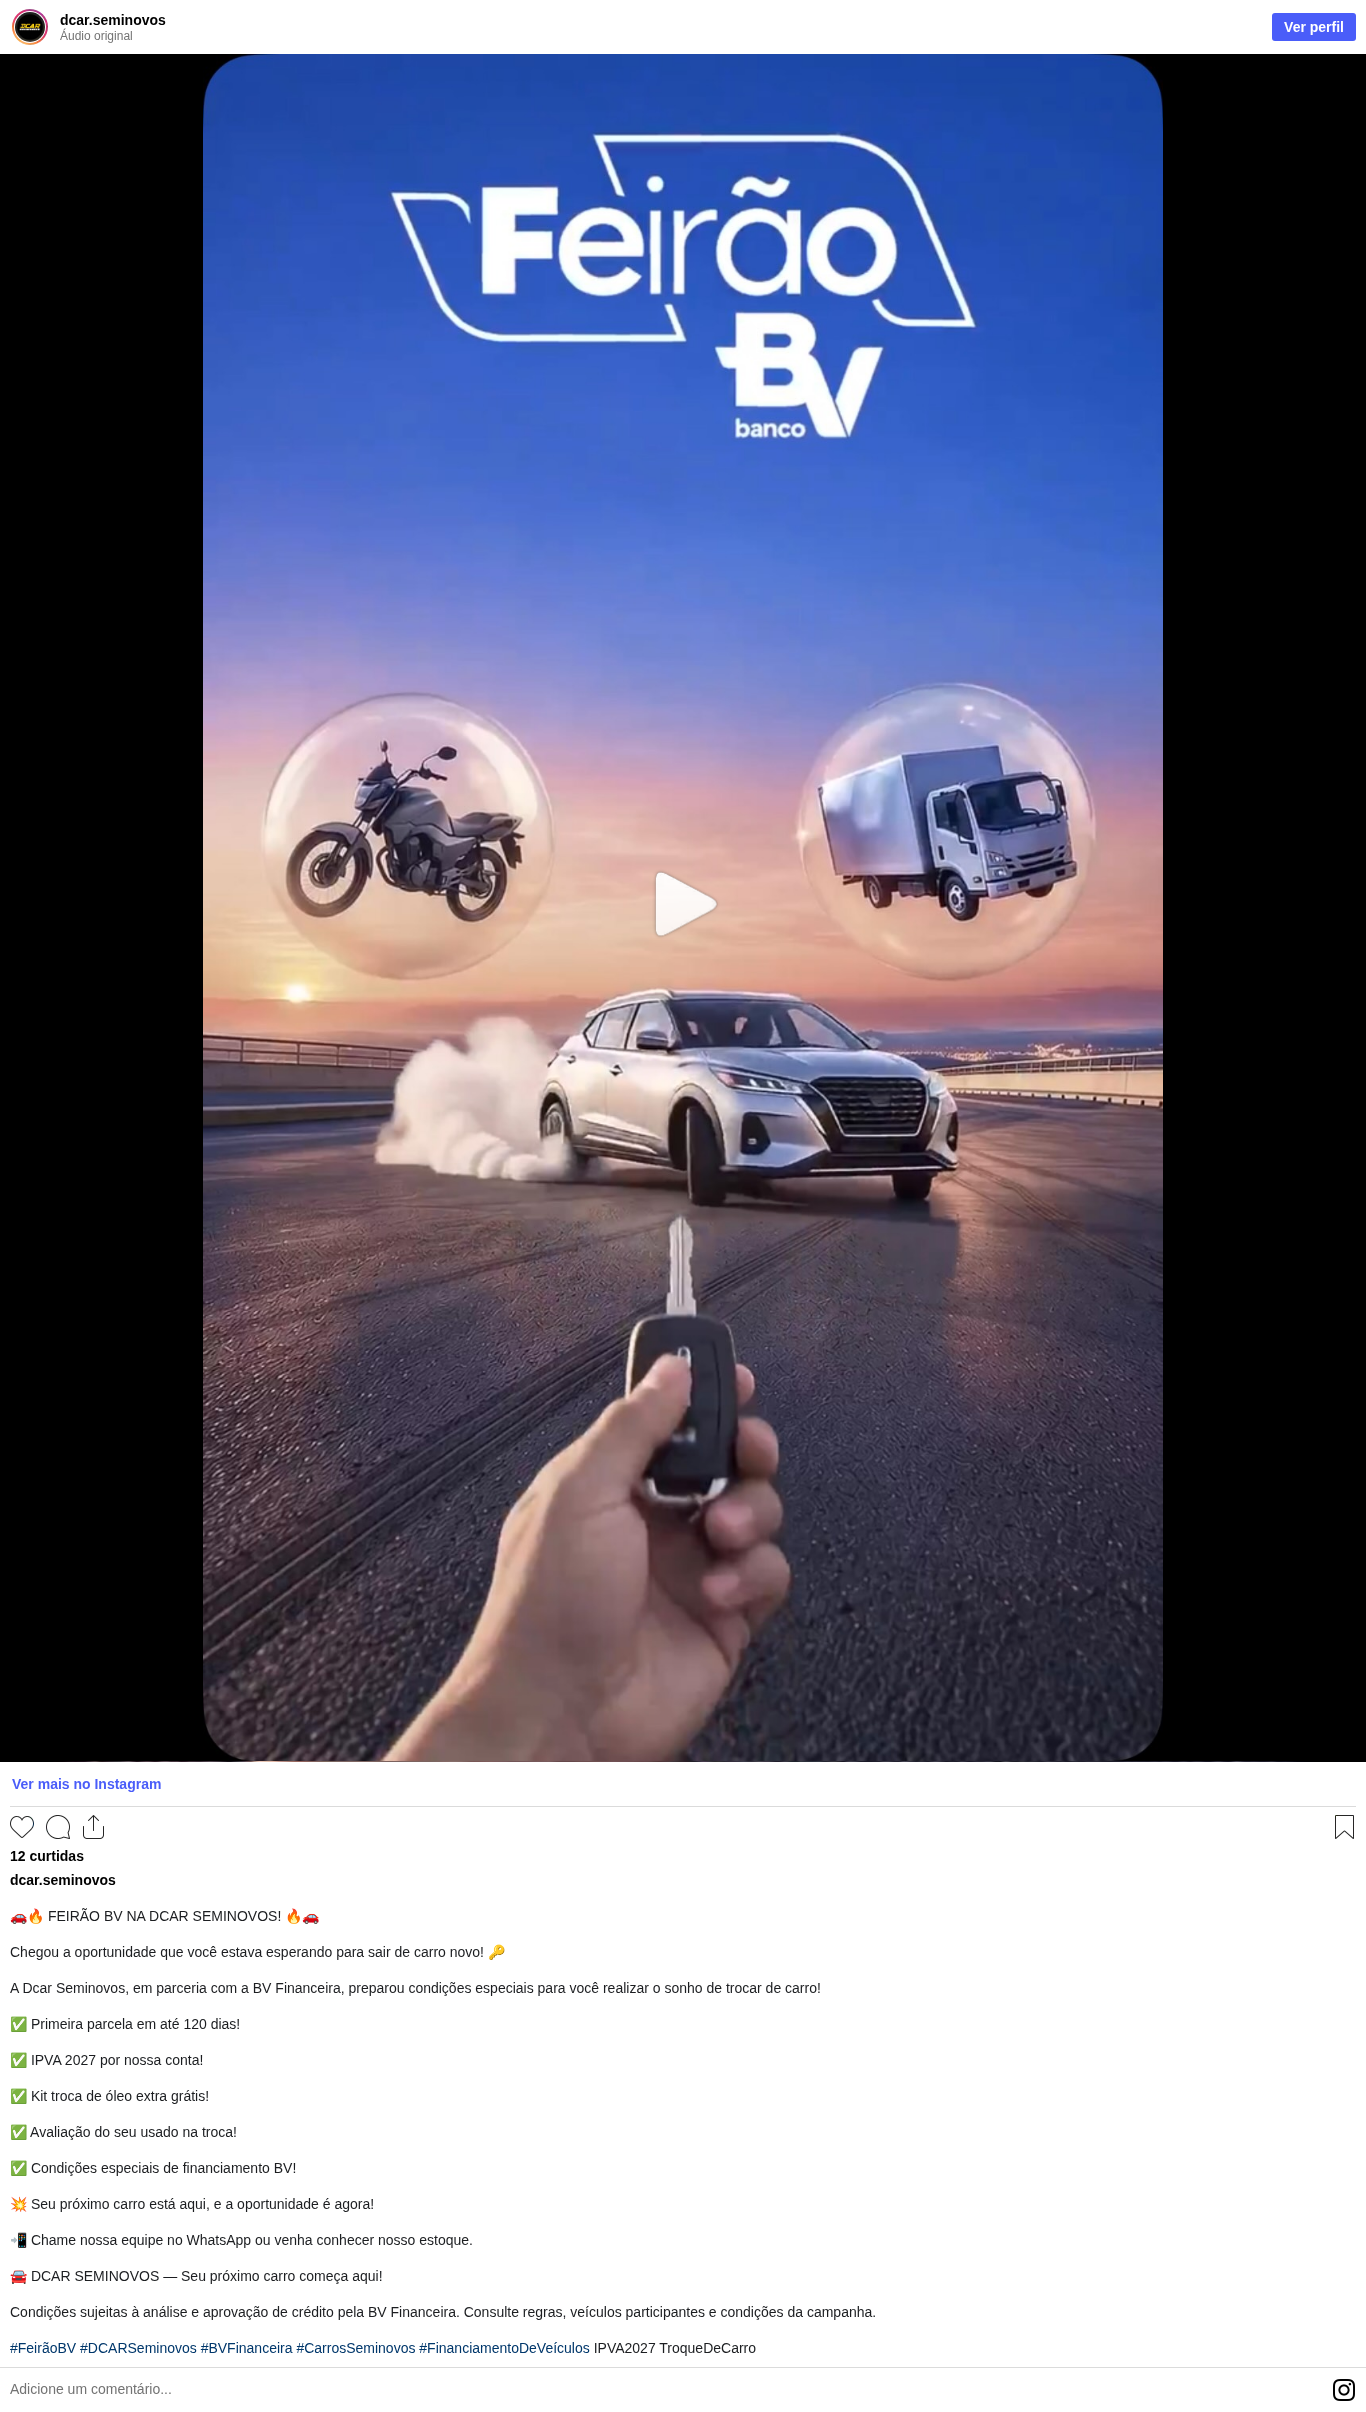 dcar.seminovos
Áudio original
Ver perfil
Feirão
BV
banco
Ver mais no Instagram
12 curtidas
dcar.seminovos
🚗🔥 FEIRÃO BV NA DCAR SEMINOVOS! 🔥🚗
Chegou a oportunidade que você estava esperando para sair de carro novo! 🔑
A Dcar Seminovos, em parceria com a BV Financeira, preparou condições especiais para você realizar o sonho de trocar de carro!
✅ Primeira parcela em até 120 dias!
✅ IPVA 2027 por nossa conta!
✅ Kit troca de óleo extra grátis!
✅ Avaliação do seu usado na troca!
✅ Condições especiais de financiamento BV!
💥 Seu próximo carro está aqui, e a oportunidade é agora!
📲 Chame nossa equipe no WhatsApp ou venha conhecer nosso estoque.
🚘 DCAR SEMINOVOS — Seu próximo carro começa aqui!
Condições sujeitas à análise e aprovação de crédito pela BV Financeira. Consulte regras, veículos participantes e condições da campanha.
#FeirãoBV #DCARSeminovos #BVFinanceira #CarrosSeminovos #FinanciamentoDeVeículos IPVA2027 TroqueDeCarro
Adicione um comentário...